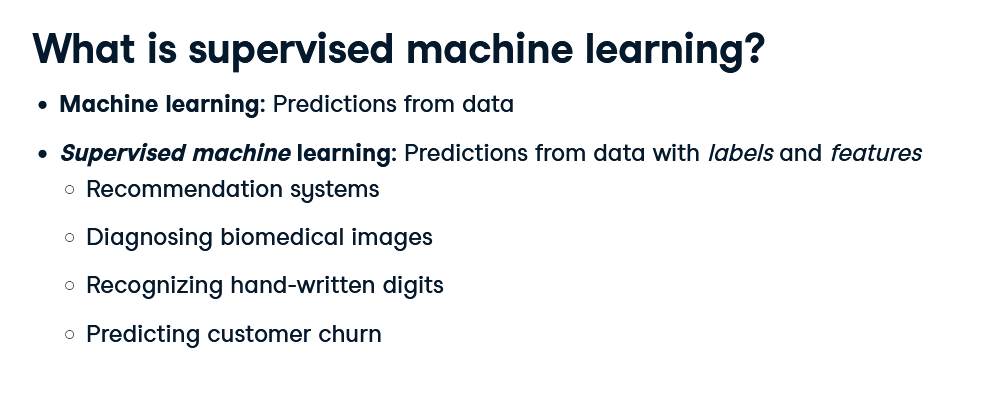 What is supervised machine learning?
• Machine learning: Predictions from data
• Supervised machine learning: Predictions from data with labels and features
○ Recommendation systems
○ Diagnosing biomedical images
○ Recognizing hand-written digits
○ Predicting customer churn